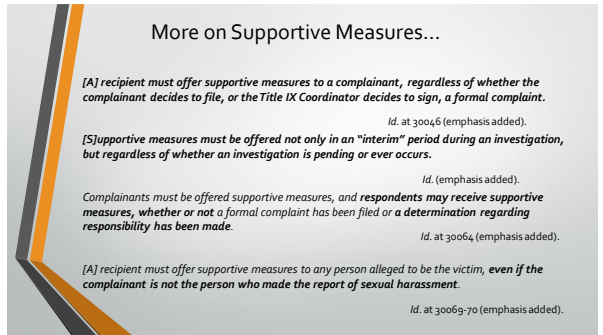 More on Supportive Measures...
[A] recipient must offer supportive measures to a complainant, regardless of whether the
complainant decides to file, or the Title IX Coordinator decides to sign, a formal complaint.
Id. at 30046 (emphasis added).
[S]upportive measures must be offered not only in an "interim" period during an investigation,
but regardless of whether an investigation is pending or ever occurs.
Id. (emphasis added).
Complainants must be offered supportive measures, and respondents may receive supportive
measures, whether or not a formal complaint has been filed or a determination regarding
responsibility has been made.
Id. at 30064 (emphasis added).
[A] recipient must offer supportive measures to any person alleged to be the victim, even if the
complainant is not the person who made the report of sexual harassment.
Id. at 30069-70 (emphasis added).